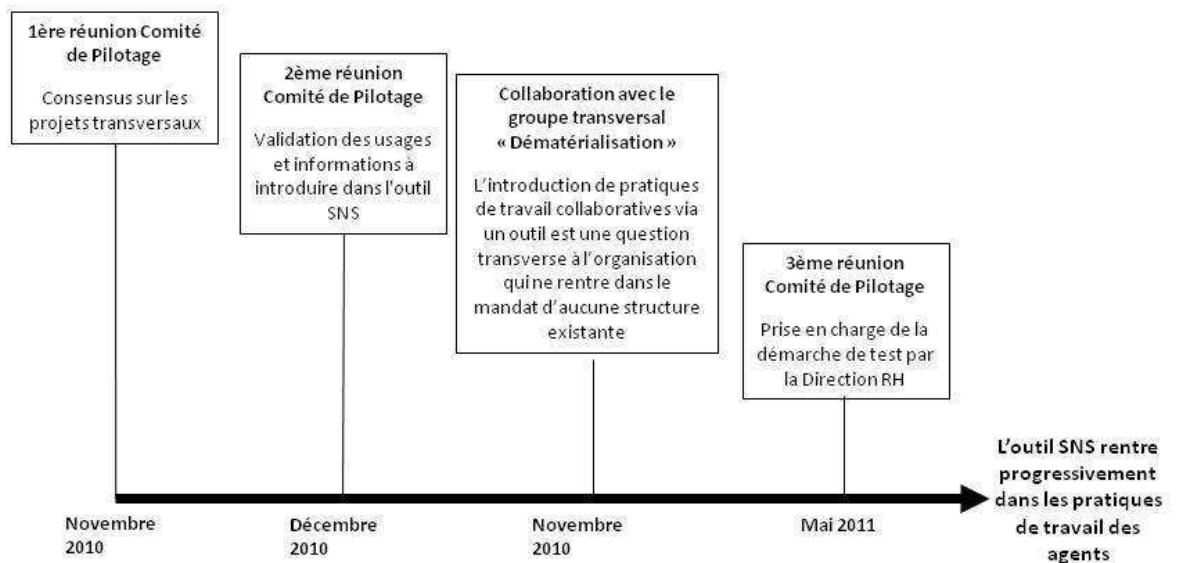 1ère réunion Comité
de Pilotage
Consensus sur les
projets transversaux
2ème réunion
Comité de Pilotage
Validation des usages
et informations à
introduire dans l'outil
SNS
Collaboration avec le
groupe transversal
« Dématérialisation »
L'introduction de pratiques
de travail collaboratives via
un outil est une question
transverse à l'organisation
qui ne rentre dans le
mandat d'aucune structure
existante
3ème réunion
Comité de Pilotage
Prise en charge de la
démarche de test par
la Direction RH
Novembre
2010
Décembre
2010
Novembre
2010
Mai 2011
L'outil SNS rentre
progressivement
dans les pratiques
de travail des
agents